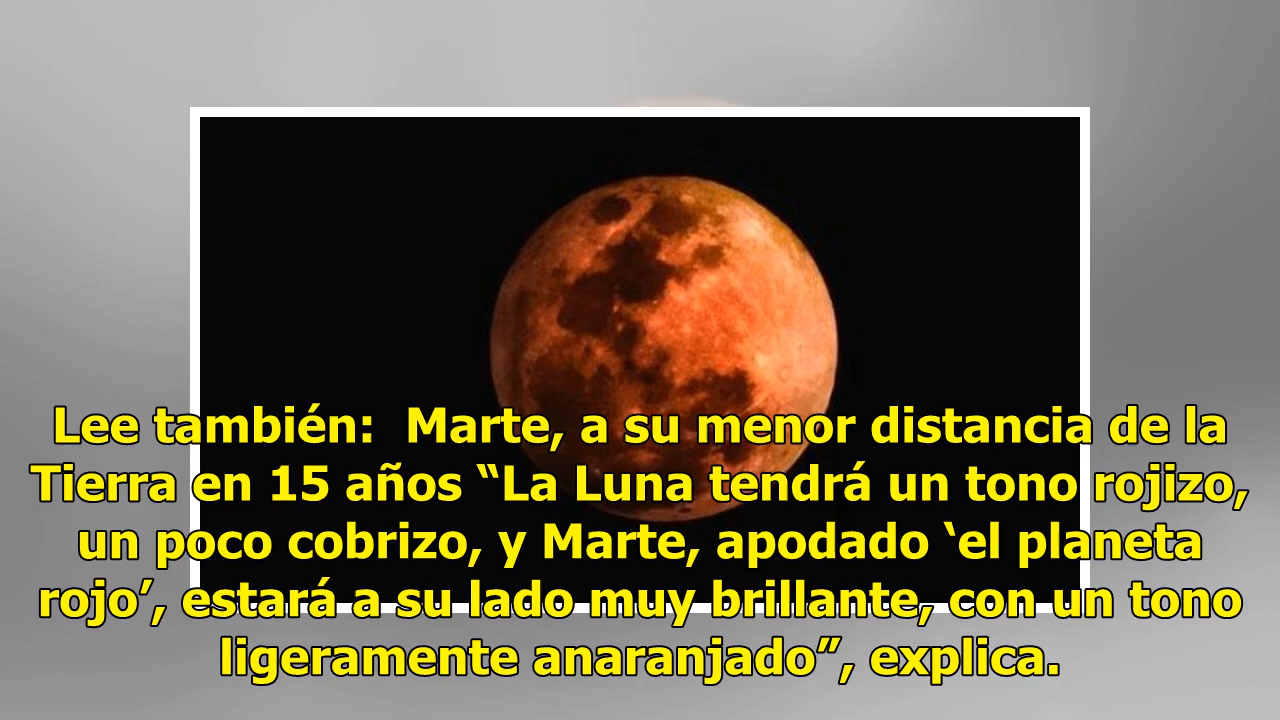 Lee también:  Marte, a su menor distancia de la
Tierra en 15 años “La Luna tendrá un tono rojizo,
un poco cobrizo, y Marte, apodado ‘el planeta
rojo’, estará a su lado muy brillante, con un tono
ligeramente anaranjado”, explica.